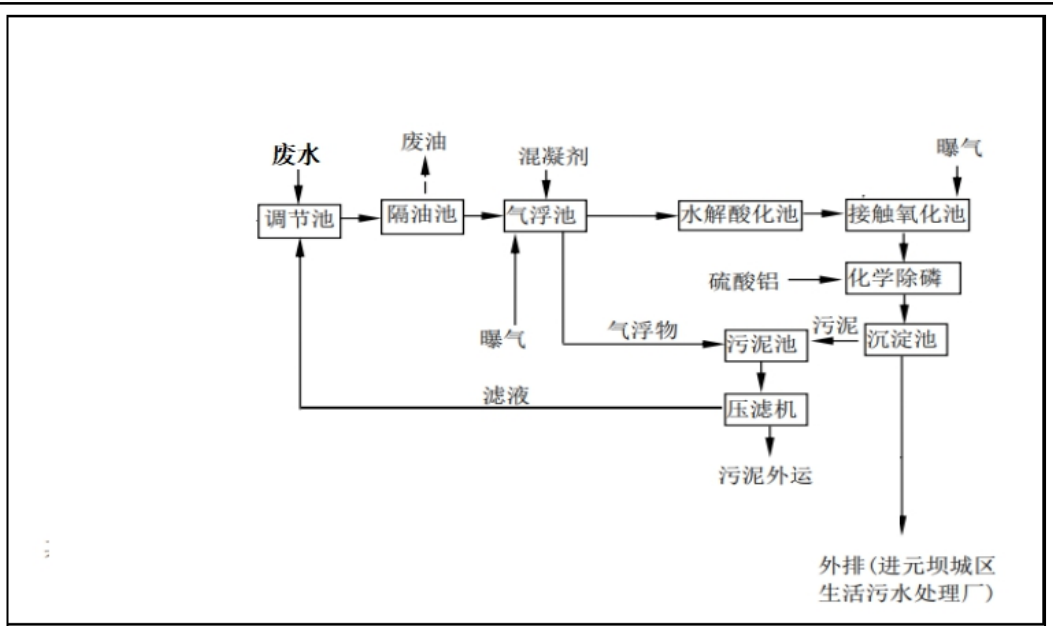 废油
混凝剂
曝气
废水
调节池
隔油池
气浮池
水解酸化池
接触氧化池
硫酸铝
化学除磷
曝气
气浮物
污泥池
污泥
沉淀池
滤液
压滤机
污泥外运
外排(进元坝城区
生活污水处理厂)